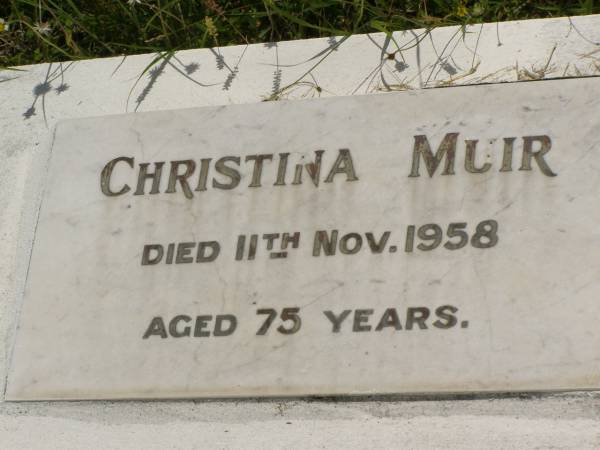 CHRISTINA MUIR
DIED 11TH NOV. 1958
AGED 75 YEARS.